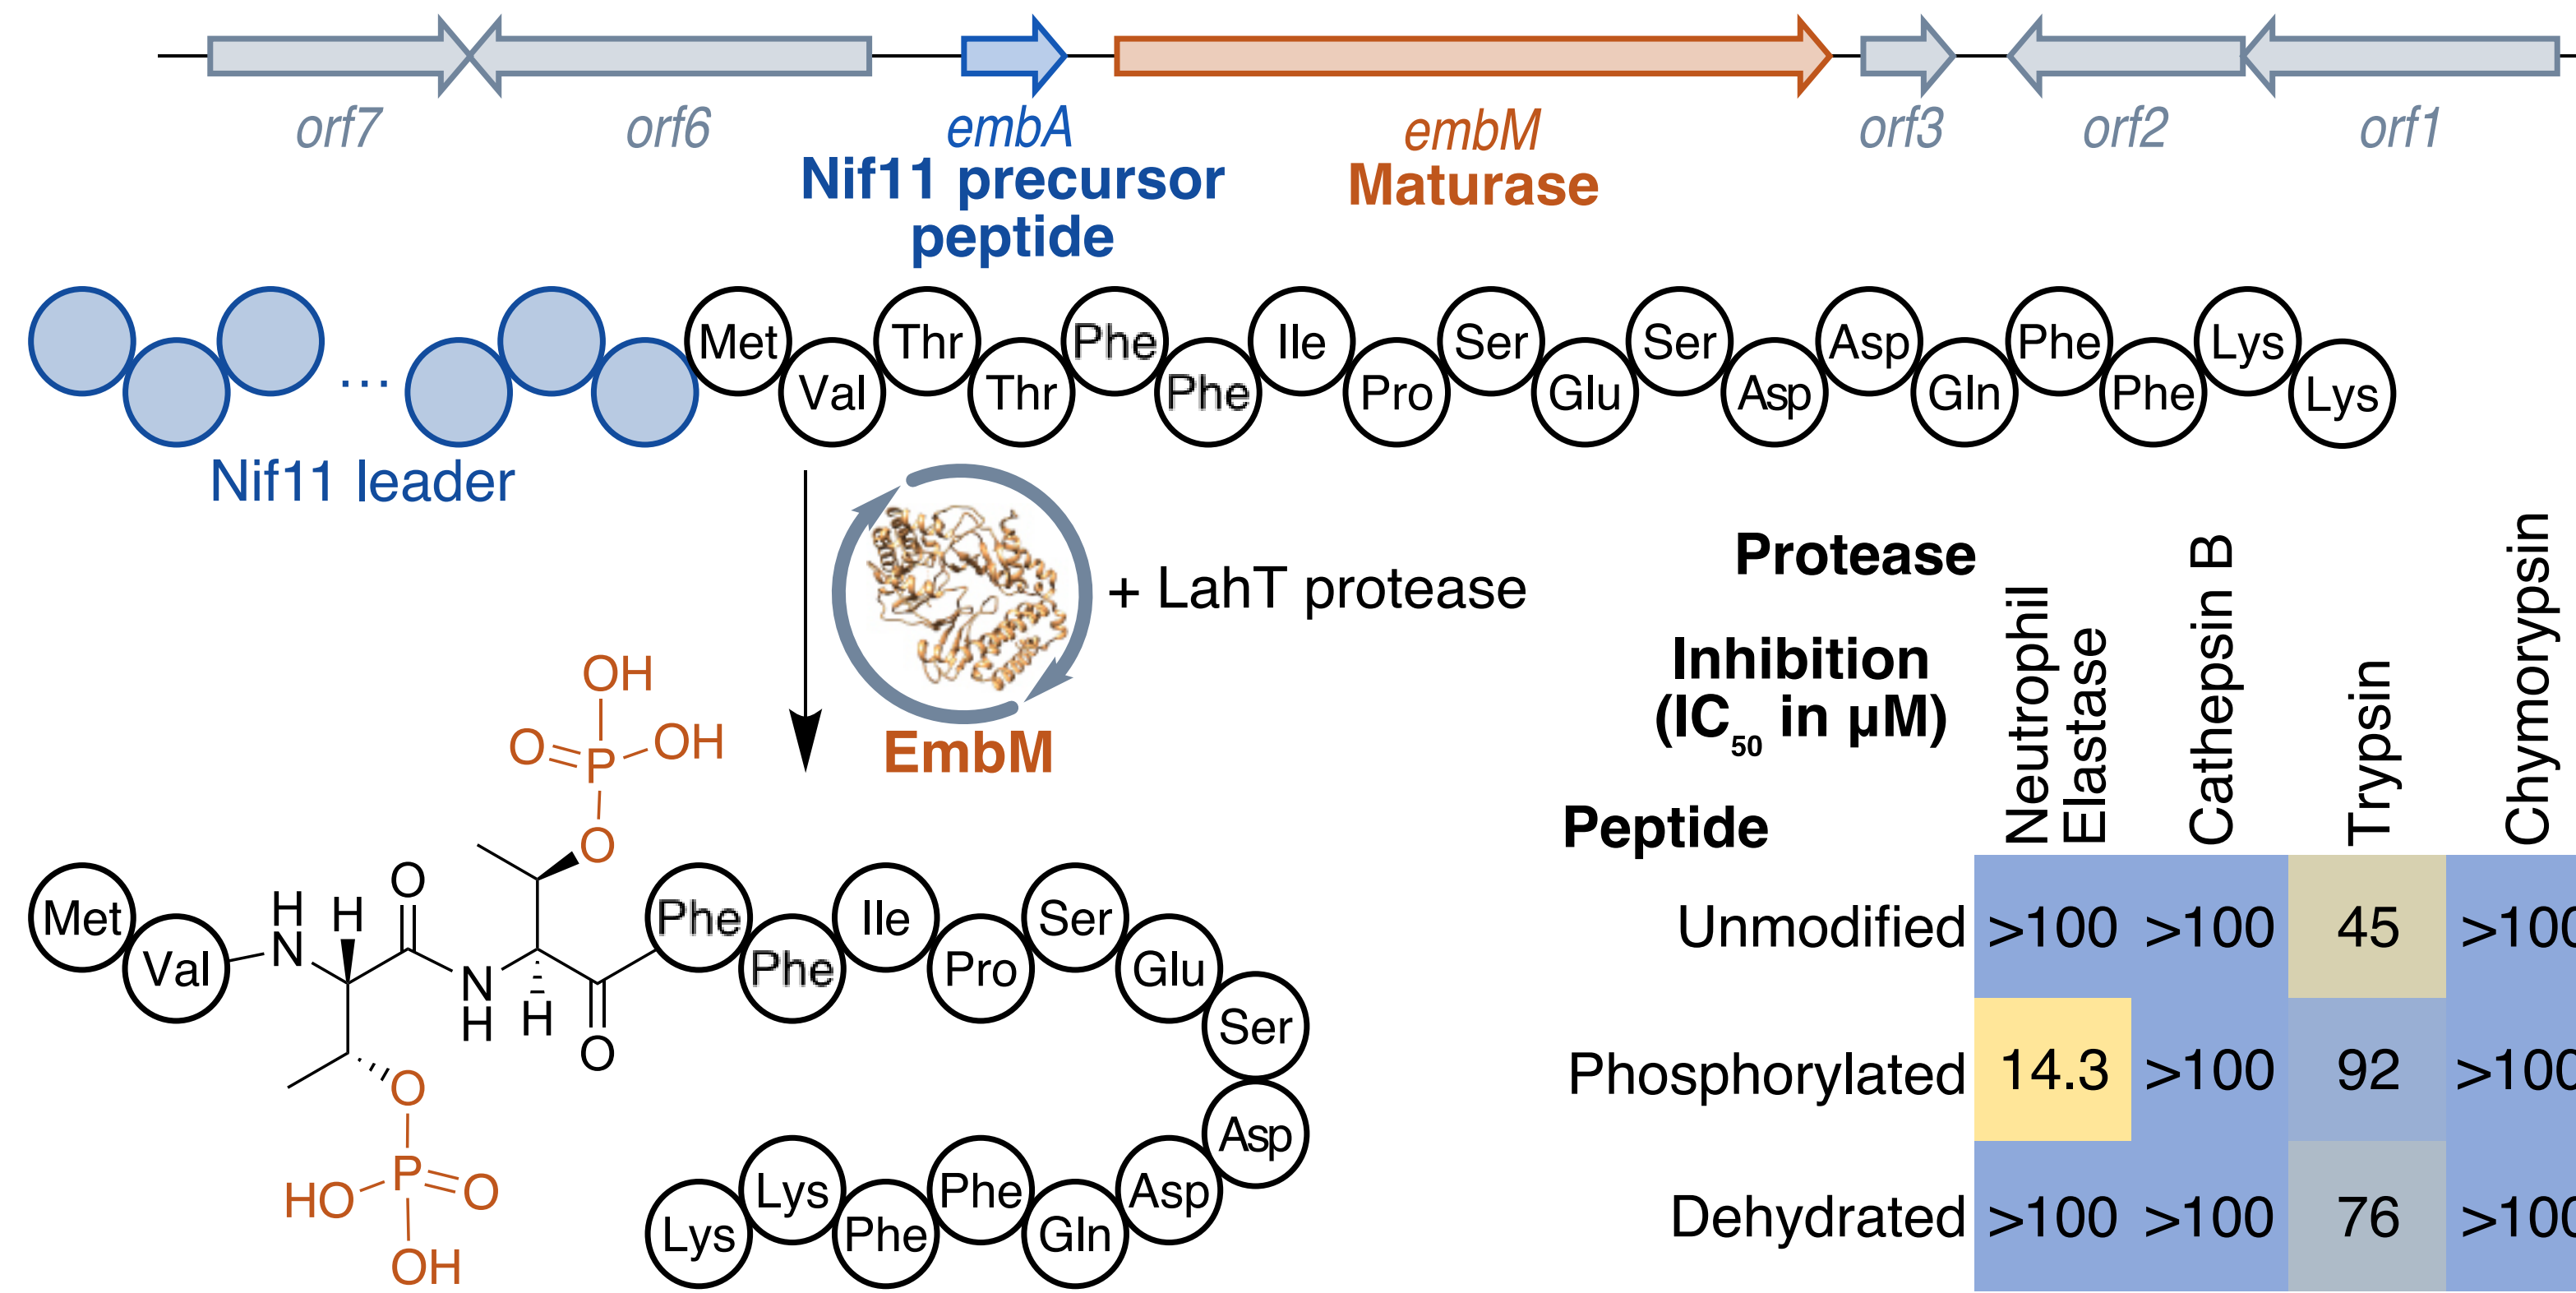 orf7 orf6 embA embM orf3 orf2 orf1
Nif11 precursor
peptide
Maturase
Met Val Thr Thr Phe Phe Ile Pro Ser Glu Ser Asp Asp Gln Phe Phe Lys Lys
...
Nif11 leader
+ LahT protease
EmbM
OH
O P OH
O
O
H
N
H
N
H
H
O
O
P O
HO
OH
Met Val Phe Phe Ile Pro Ser Glu Ser Asp Asp Gln Phe Phe Lys Lys
Protease
Inhibition
(IC50 in μM)
Peptide
Neutrophil
Elastase
Cathepsin B
Trypsin
Chymorypsin
Unmodified >100 >100 45 >100
Phosphorylated 14.3 >100 92 >100
Dehydrated >100 >100 76 >100